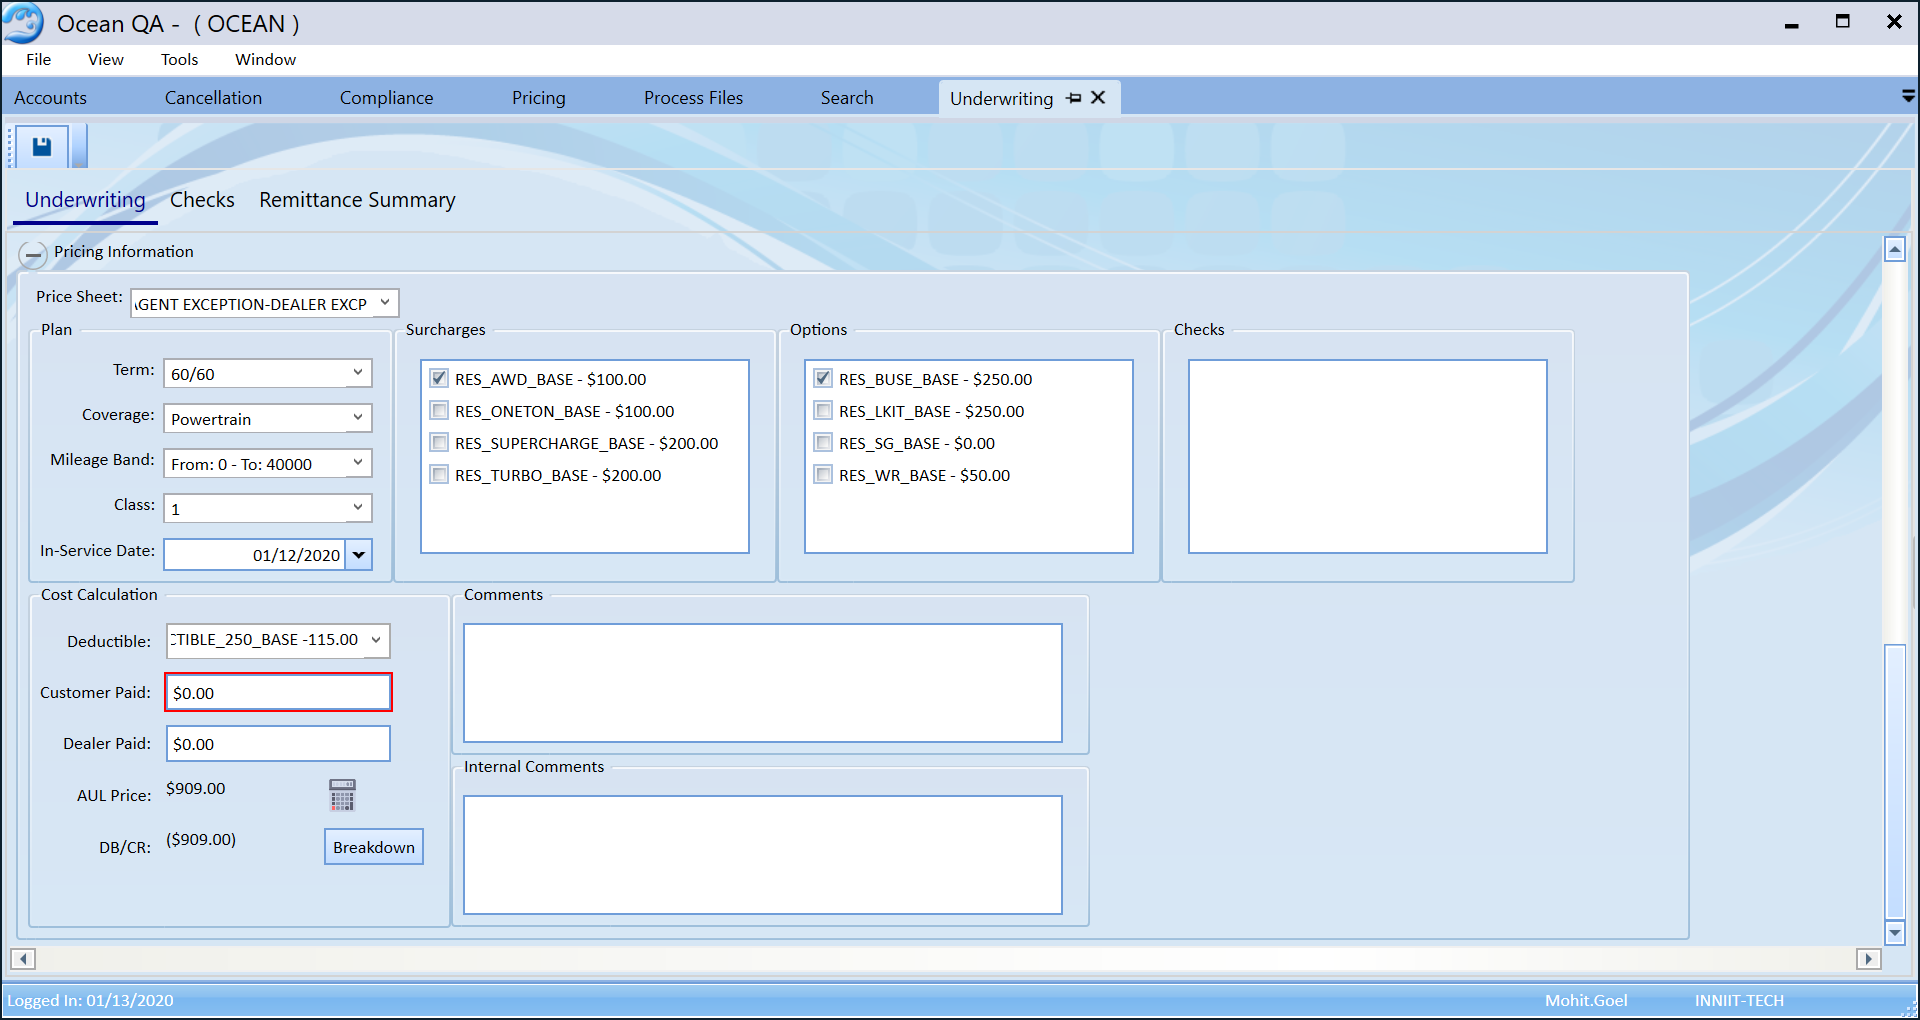 Ocean QA - ( OCEAN )
File View Tools Window
Accounts Cancellation Compliance Pricing Process Files Search Underwriting
Underwriting Checks Remittance Summary
Pricing Information
Price Sheet: GENT EXCEPTION-DEALER EXCP
Plan
Term: 60/60
Coverage: Powertrain
Mileage Band: From: 0 - To: 40000
Class: 1
In-Service Date: 01/12/2020
Surcharges
RES_AWD_BASE - $100.00
RES_ONETON_BASE - $100.00
RES_SUPERCHARGE_BASE - $200.00
RES_TURBO_BASE - $200.00
Options
RES_BUSE_BASE - $250.00
RES_LKIT_BASE - $250.00
RES_SG_BASE - $0.00
RES_WR_BASE - $50.00
Checks
Cost Calculation
Deductible: CTIBLE_250_BASE -115.00
Customer Paid: $0.00
Dealer Paid: $0.00
AUL Price: $909.00
DB/CR: ($909.00)
Breakdown
Comments
Internal Comments
Logged In: 01/13/2020 Mohit.Goel INNIIT-TECH